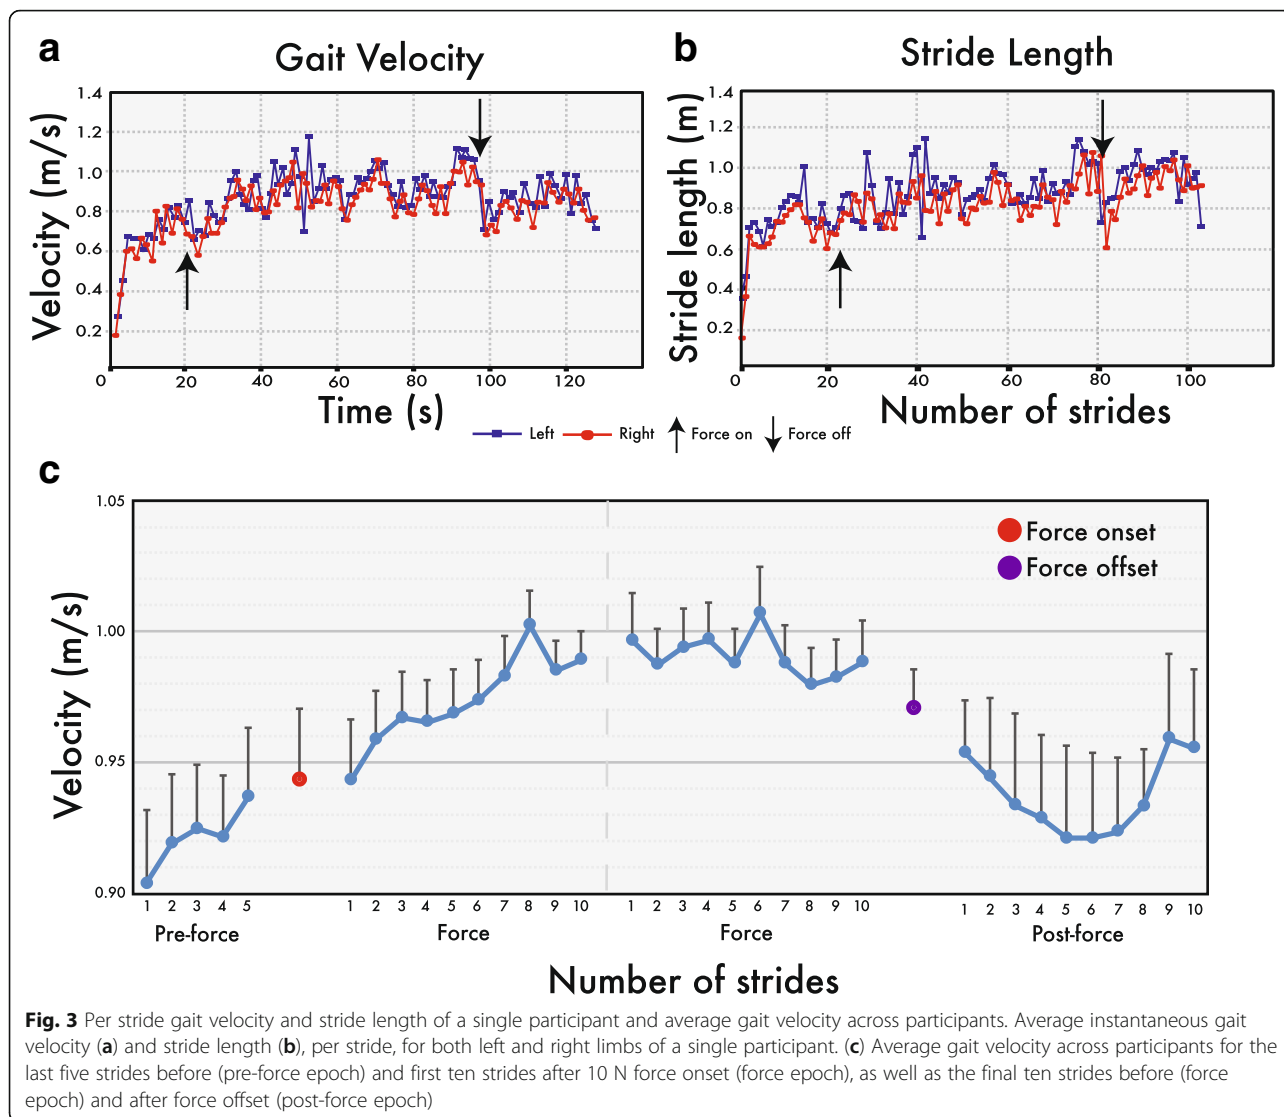 a
Gait Velocity
Velocity (m/s)
1.4
1.2
1.0
0.8
0.6
0.4
0.2
0 20 40 60 80 100 120
Time (s)
b
Stride Length
Stride length (m)
1.4
1.2
1.0
0.8
0.6
0.4
0.2
0 20 40 60 80 100
Number of strides
Left Right Force on Force off
c
Velocity (m/s)
1.05
1.00
0.95
0.90
Force onset
Force offset
1 2 3 4 5 1 2 3 4 5 6 7 8 9 10 1 2 3 4 5 6 7 8 9 10 1 2 3 4 5 6 7 8 9 10
Pre-force Force Force Post-force
Number of strides
Fig. 3 Per stride gait velocity and stride length of a single participant and average gait velocity across participants. Average instantaneous gait
velocity (a) and stride length (b), per stride, for both left and right limbs of a single participant. (c) Average gait velocity across participants for the
last five strides before (pre-force epoch) and first ten strides after 10 N force onset (force epoch), as well as the final ten strides before (force
epoch) and after force offset (post-force epoch)